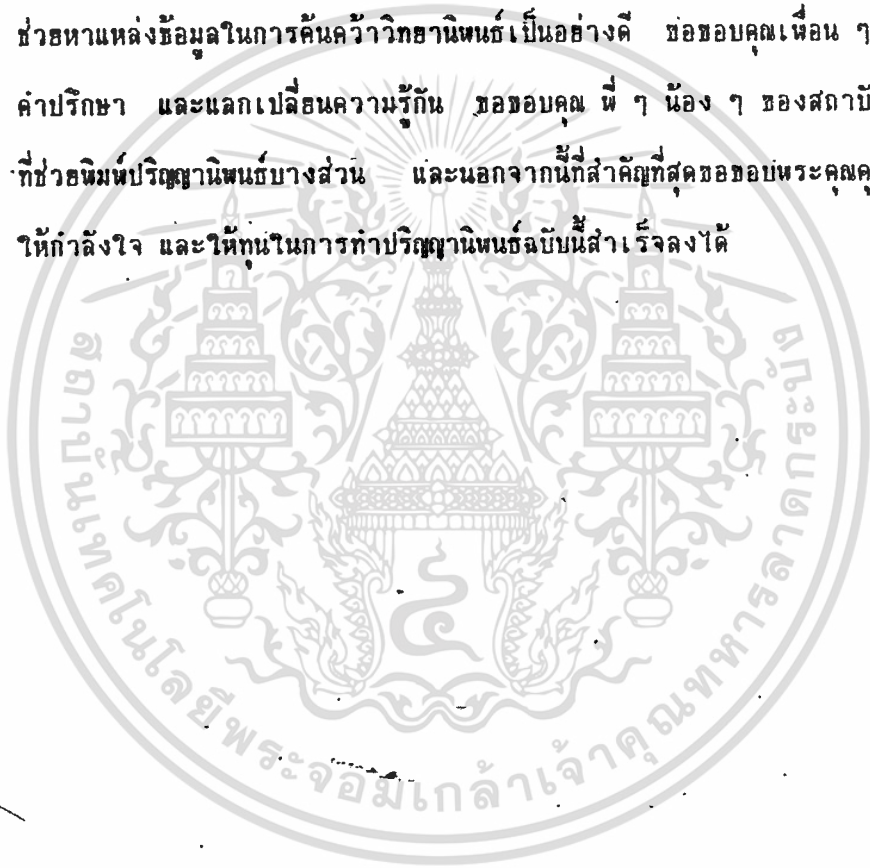 ช่วยหาแหล่งข้อมูลในการค้นคว้าวิทยานิพนธ์เป็นอย่างดี ขอขอบคุณเพื่อน ๆ
คำปรึกษา และแลกเปลี่ยนความรู้กัน ขอขอบคุณ พี่ ๆ น้อง ๆ ของสถาบั
ที่ช่วยพิมพ์ปริญญานิพนธ์บางส่วน และนอกจากนี้ที่สำคัญที่สุดขอขอบพระคุณคุ
ให้กำลังใจ และให้ทุนในการทำปริญญานิพนธ์ฉบับนี้สำเร็จลงได้
สถาบันเทคโนโลยีพระจอมเกล้าเจ้าคุณทหารลาดกระบัง